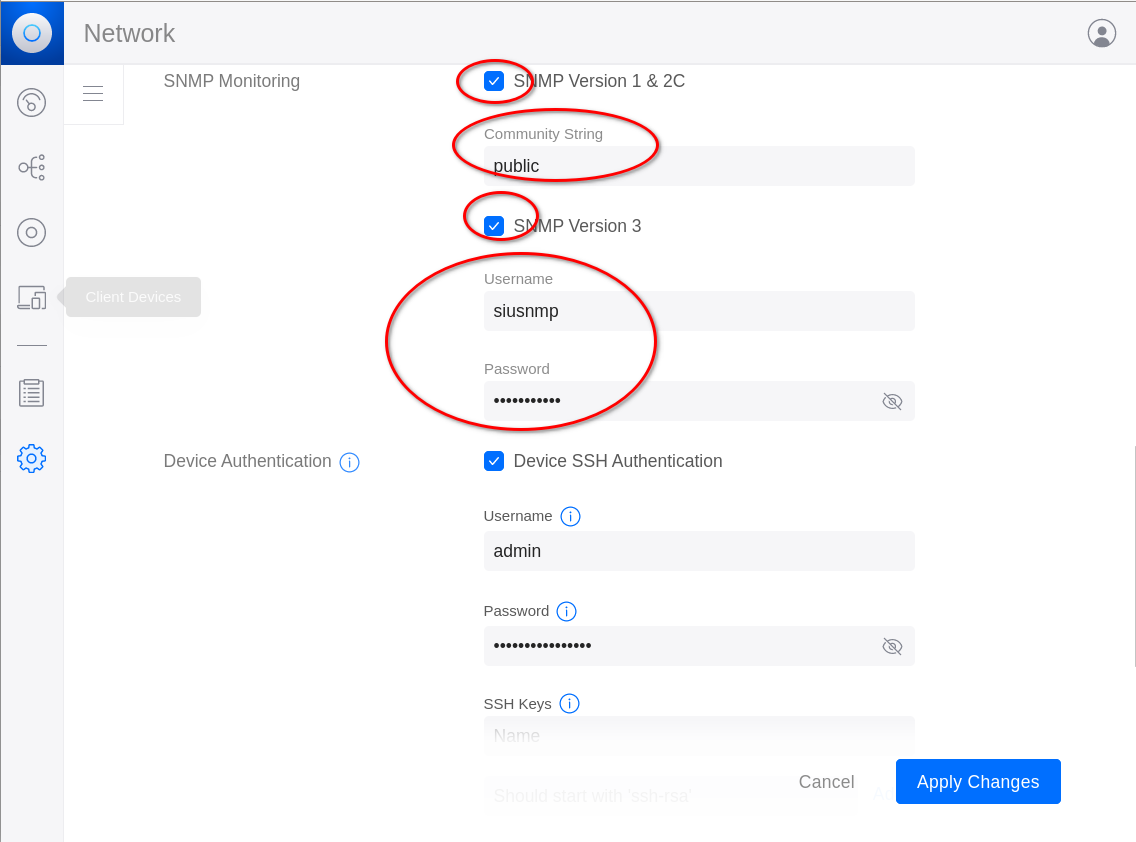 Network
SNMP Monitoring
SNMP Version 1 & 2C
Community String
public
SNMP Version 3
Username
siusnmp
Client Devices
Password
•••••••••••
Device Authentication
Device SSH Authentication
Username
admin
Password
••••••••••••••••
SSH Keys
Name
Cancel
Apply Changes
Should start with 'ssh-rsa'